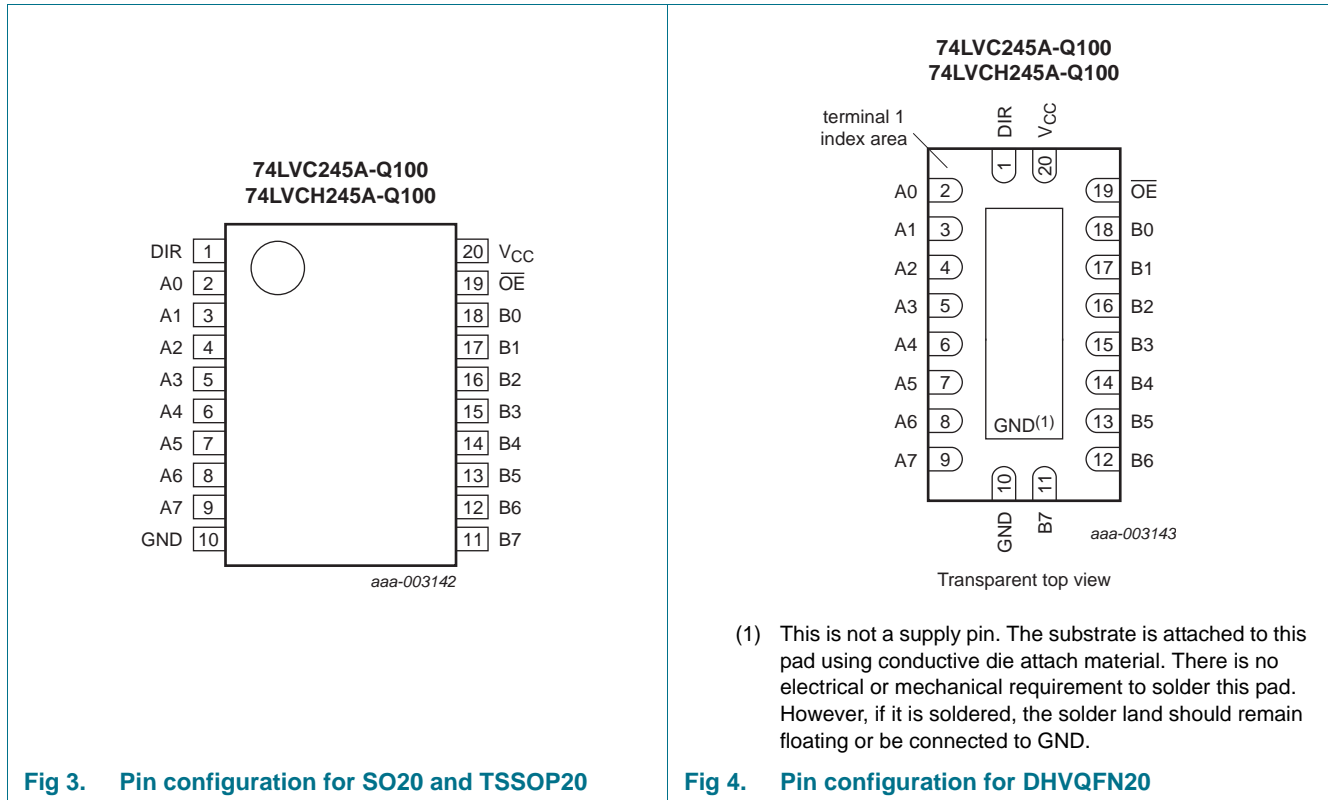 74LVC245A-Q100
74LVCH245A-Q100
DIR 1
20 VCC
A0 2
19 OE
A1 3
18 B0
A2 4
17 B1
A3 5
16 B2
A4 6
15 B3
A5 7
14 B4
A6 8
13 B5
A7 9
12 B6
GND 10
11 B7
aaa-003142
Fig 3. Pin configuration for SO20 and TSSOP20
74LVC245A-Q100
74LVCH245A-Q100
terminal 1
index area
DIR
VCC
1
20
A0 2
19 OE
A1 3
18 B0
A2 4
17 B1
A3 5
16 B2
A4 6
15 B3
A5 7
14 B4
A6 8
GND(1)
13 B5
A7 9
12 B6
10
11
GND
B7
aaa-003143
Transparent top view
(1) This is not a supply pin. The substrate is attached to this
pad using conductive die attach material. There is no
electrical or mechanical requirement to solder this pad.
However, if it is soldered, the solder land should remain
floating or be connected to GND.
Fig 4. Pin configuration for DHVQFN20